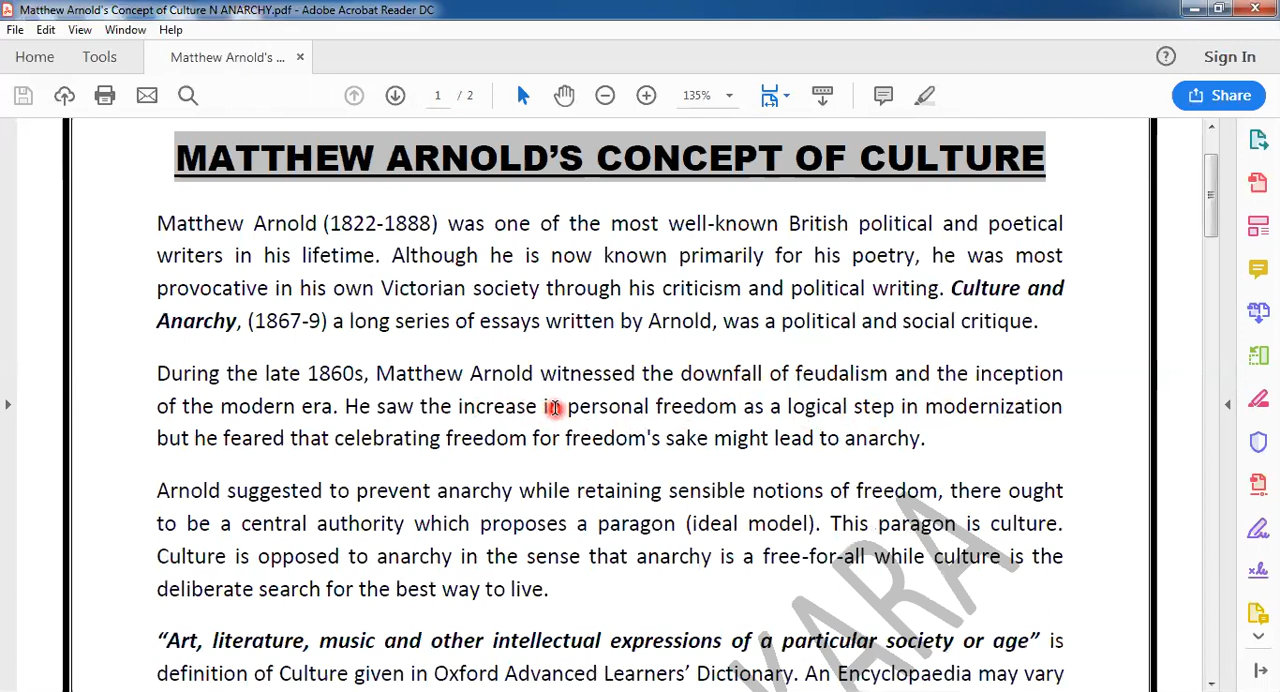 Matthew Arnold's Concept of Culture N ANARCHY.pdf - Adobe Acrobat Reader DC
File Edit View Window Help
Home Tools Matthew Arnold's ... × ? Sign In
1 / 2 135% Share
MATTHEW ARNOLD’S CONCEPT OF CULTURE
Matthew Arnold (1822-1888) was one of the most well-known British political and poetical
writers in his lifetime. Although he is now known primarily for his poetry, he was most
provocative in his own Victorian society through his criticism and political writing. Culture and
Anarchy, (1867-9) a long series of essays written by Arnold, was a political and social critique.
During the late 1860s, Matthew Arnold witnessed the downfall of feudalism and the inception
of the modern era. He saw the increase in personal freedom as a logical step in modernization
but he feared that celebrating freedom for freedom's sake might lead to anarchy.
Arnold suggested to prevent anarchy while retaining sensible notions of freedom, there ought
to be a central authority which proposes a paragon (ideal model). This paragon is culture.
Culture is opposed to anarchy in the sense that anarchy is a free-for-all while culture is the
deliberate search for the best way to live.
“Art, literature, music and other intellectual expressions of a particular society or age” is
definition of Culture given in Oxford Advanced Learners’ Dictionary. An Encyclopaedia may vary
KARA